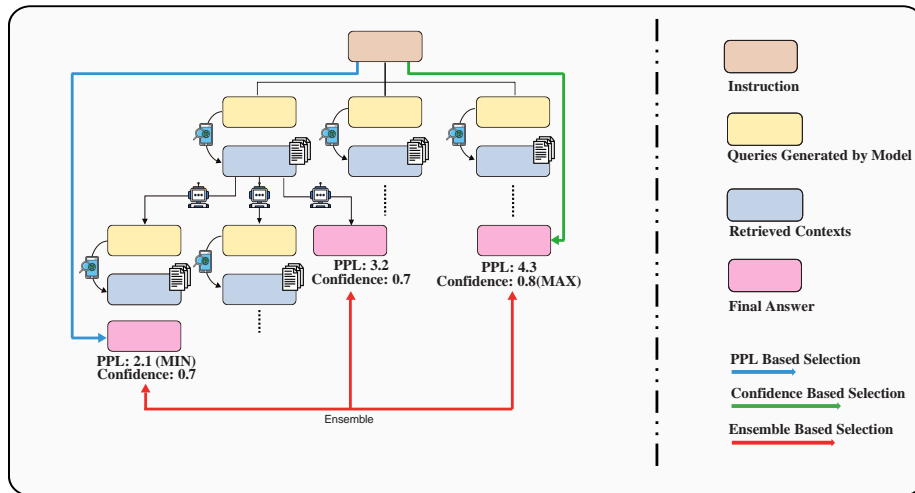 PPL: 3.2
Confidence: 0.7
PPL: 4.3
Confidence: 0.8(MAX)
PPL: 2.1 (MIN)
Confidence: 0.7
Ensemble
Instruction
Queries Generated by Model
Retrieved Contexts
Final Answer
PPL Based Selection
Confidence Based Selection
Ensemble Based Selection